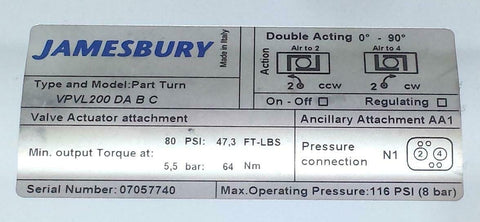 JAMESBURY
Made in Italy
Type and Model:Part Turn
VPVL200 DA B C
Double Acting 0° - 90°
Action
Air to 2
Air to 4
2 ccw
2 ccw
On - Off
Regulating
Valve Actuator attachment
Ancillary Attachment AA1
Min. output Torque at:
80 PSI: 47,3 FT-LBS
5,5 bar: 64 Nm
Pressure connection
N1
2 4
Serial Number: 07057740
Max.Operating Pressure:116 PSI (8 bar)